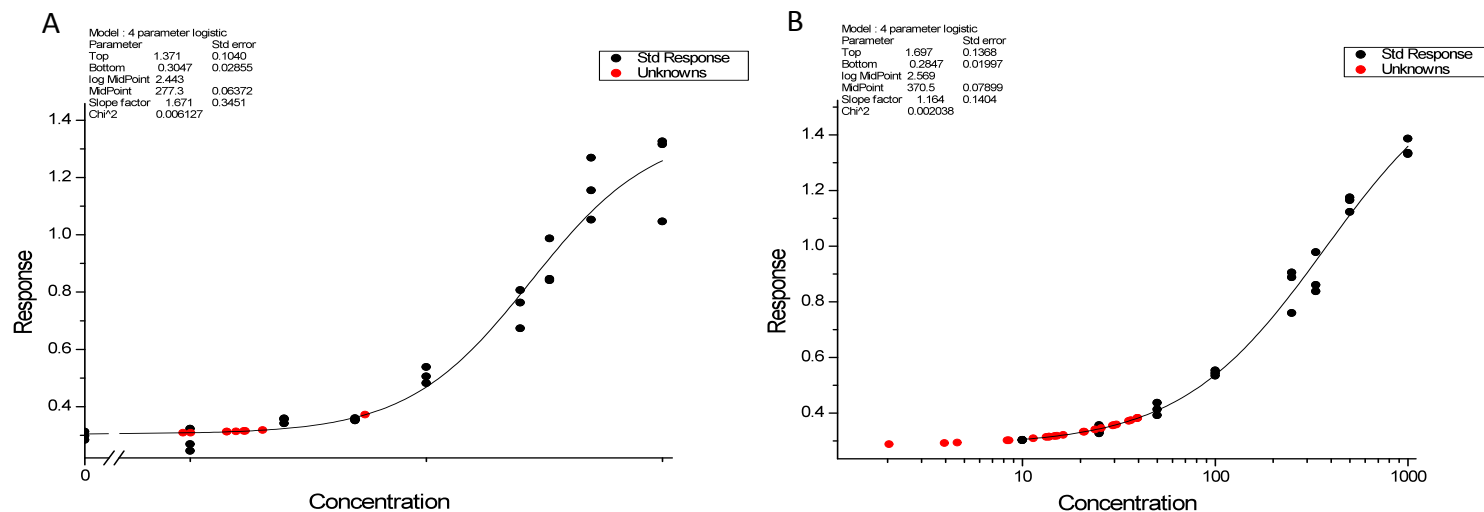 A
Model : 4 parameter logistic
Parameter Std error
Top 1.371 0.1040
Bottom 0.3047 0.02855
log MidPoint 2.443
MidPoint 277.3 0.06372
Slope factor 1.671 0.3451
Chi^2 0.006127
Std Response
Unknowns
1.4
1.2
1.0
0.8
0.6
0.4
Response
0
Concentration
B
Model : 4 parameter logistic
Parameter Std error
Top 1.697 0.1368
Bottom 0.2847 0.01997
log MidPoint 2.569
MidPoint 370.5 0.07899
Slope factor 1.164 0.1404
Chi^2 0.002038
Std Response
Unknowns
1.4
1.2
1.0
0.8
0.6
0.4
Response
10 100 1000
Concentration